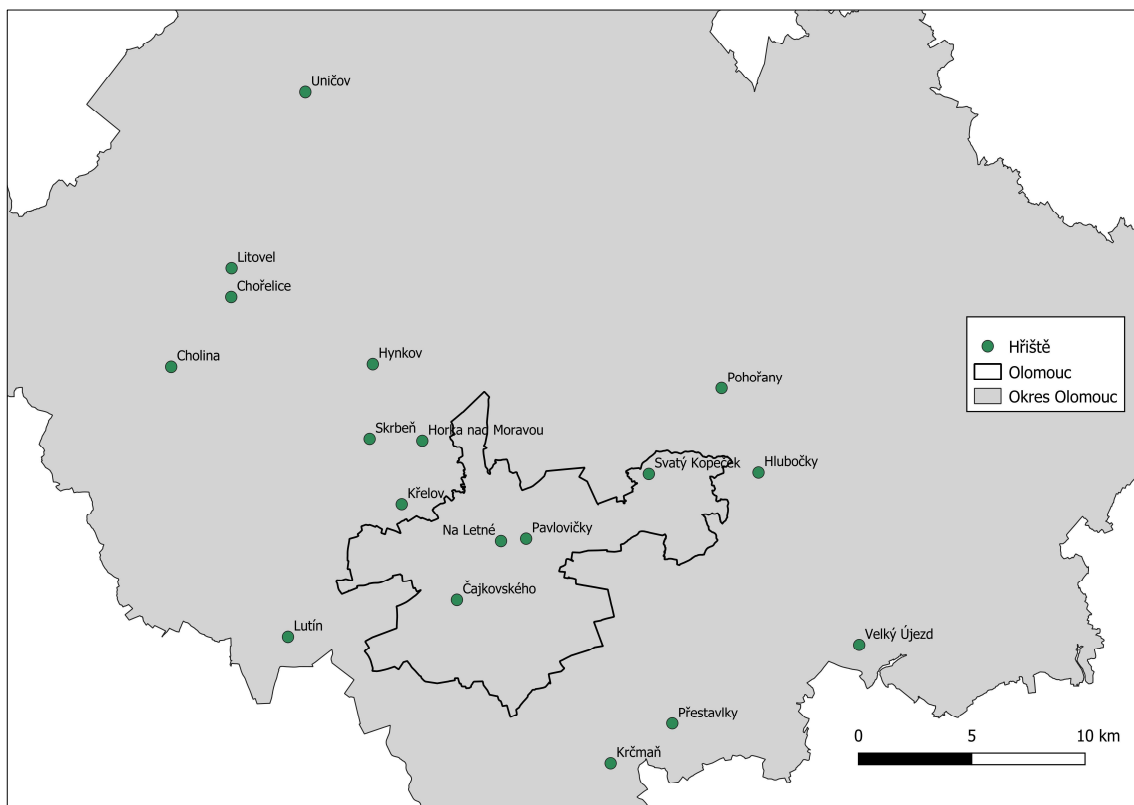 Uničov
Litovel
Chořelice
Cholina
Hynkov
Pohořany
Skrbeň
Horka nad Moravou
Svatý Kopeček
Hlubočky
Křelov
Na Letné
Pavlovičky
Čajkovského
Lutín
Velký Újezd
Přestavlky
Krčmaň
Hřiště
Olomouc
Okres Olomouc
0 5 10 km